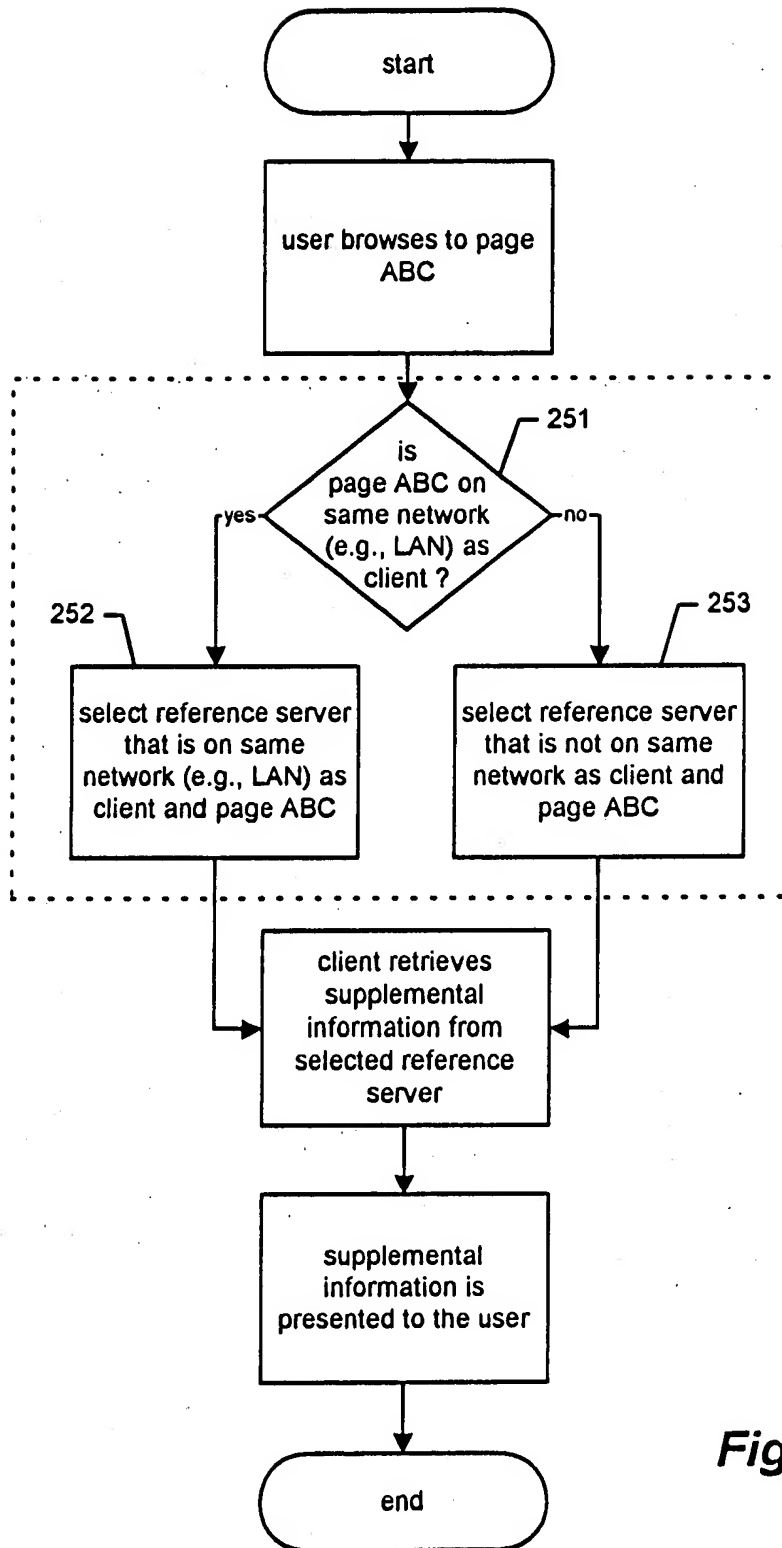 start
user browses to page
ABC
251
is
page ABC on
same network
(e.g., LAN) as
client ?
yes
no
252
253
select reference server
that is on same
network (e.g., LAN) as
client and page ABC
select reference server
that is not on same
network as client and
page ABC
client retrieves
supplemental
information from
selected reference
server
supplemental
information is
presented to the user
end
Fig